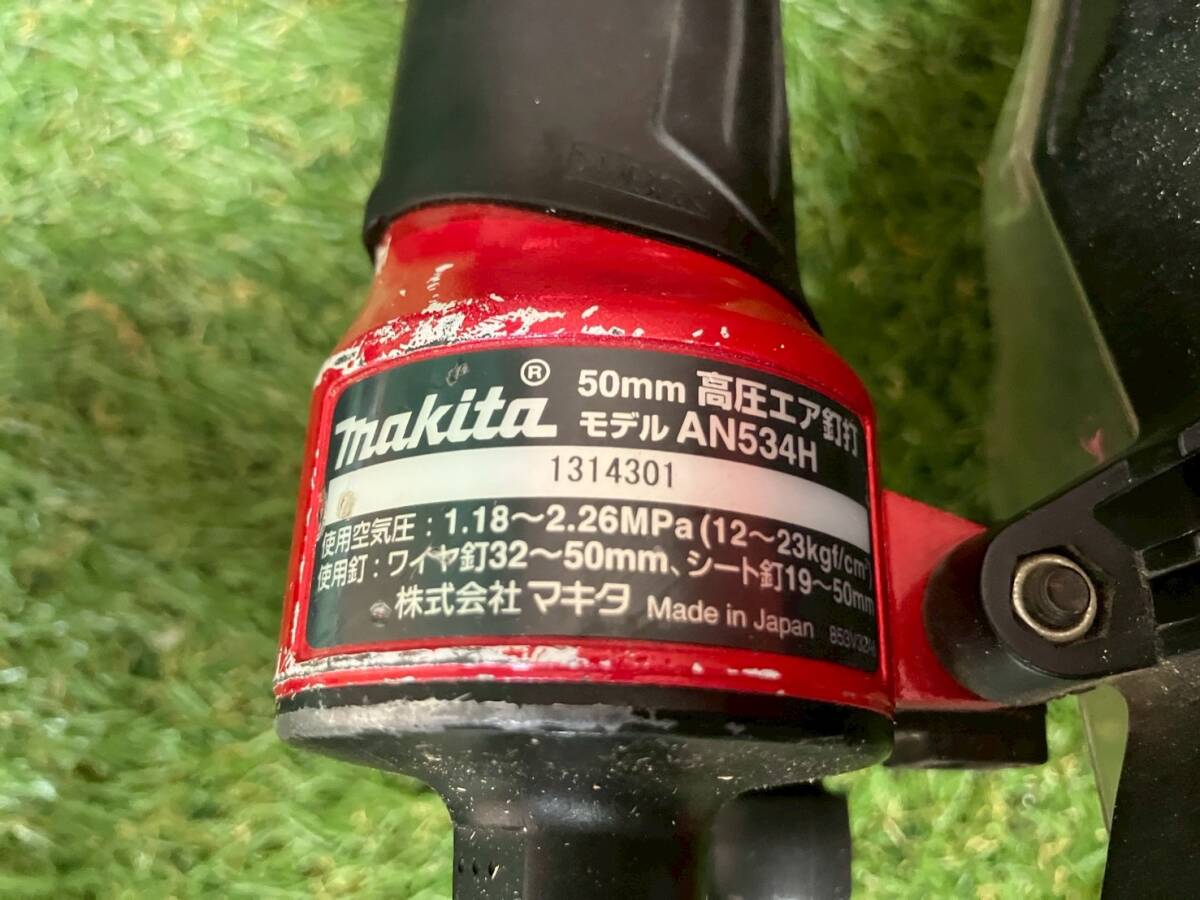 makita® 50mm 高圧エア釘打
モデル AN534H
1314301
使用空気圧：1.18～2.26MPa (12～23kgf/cm²)
使用釘：ワイヤ釘32～50mm、シート釘19～50mm
株式会社 マキタ Made in Japan